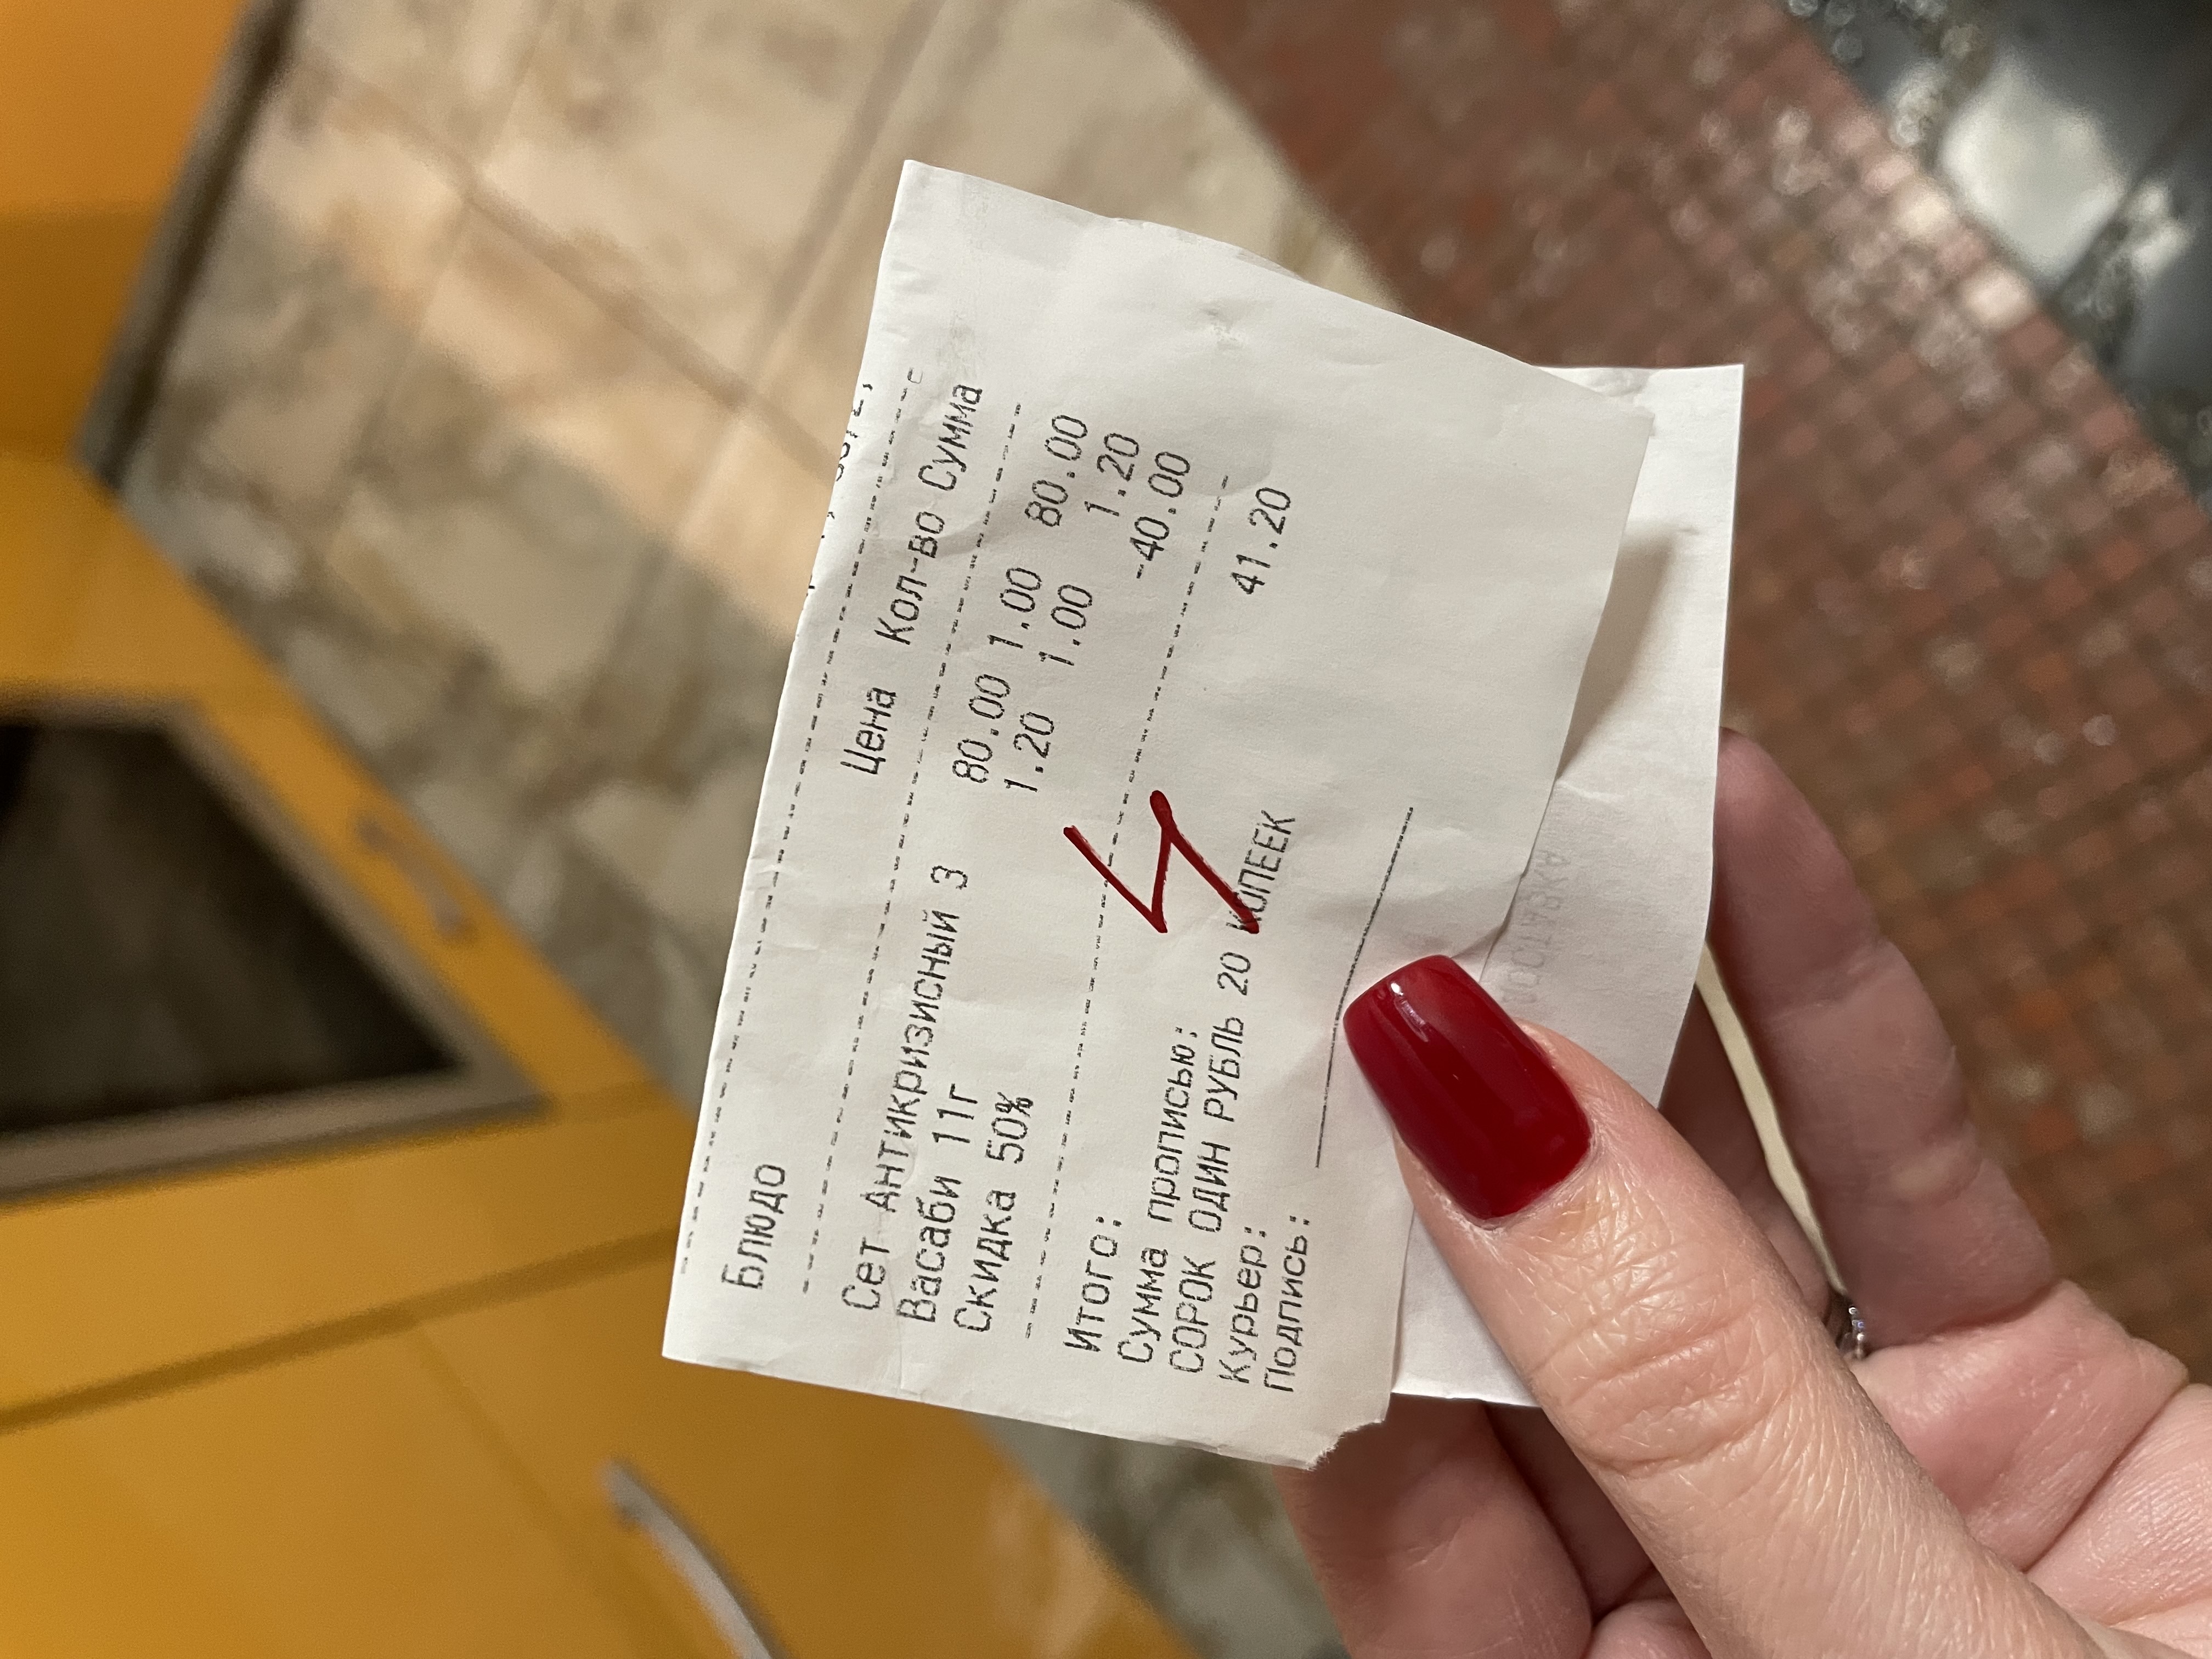 Блюдо Цена Кол-во Сумма
Сет Антикризисный 3 80.00 1.00 80.00
Васаби 11г 1.20 1.00 1.20
Скидка 50% -40.00
Итого: 41.20
Сумма прописью:
СОРОК ОДИН РУБЛЬ 20 КОПЕЕК
Курьер:
Подпись:
4